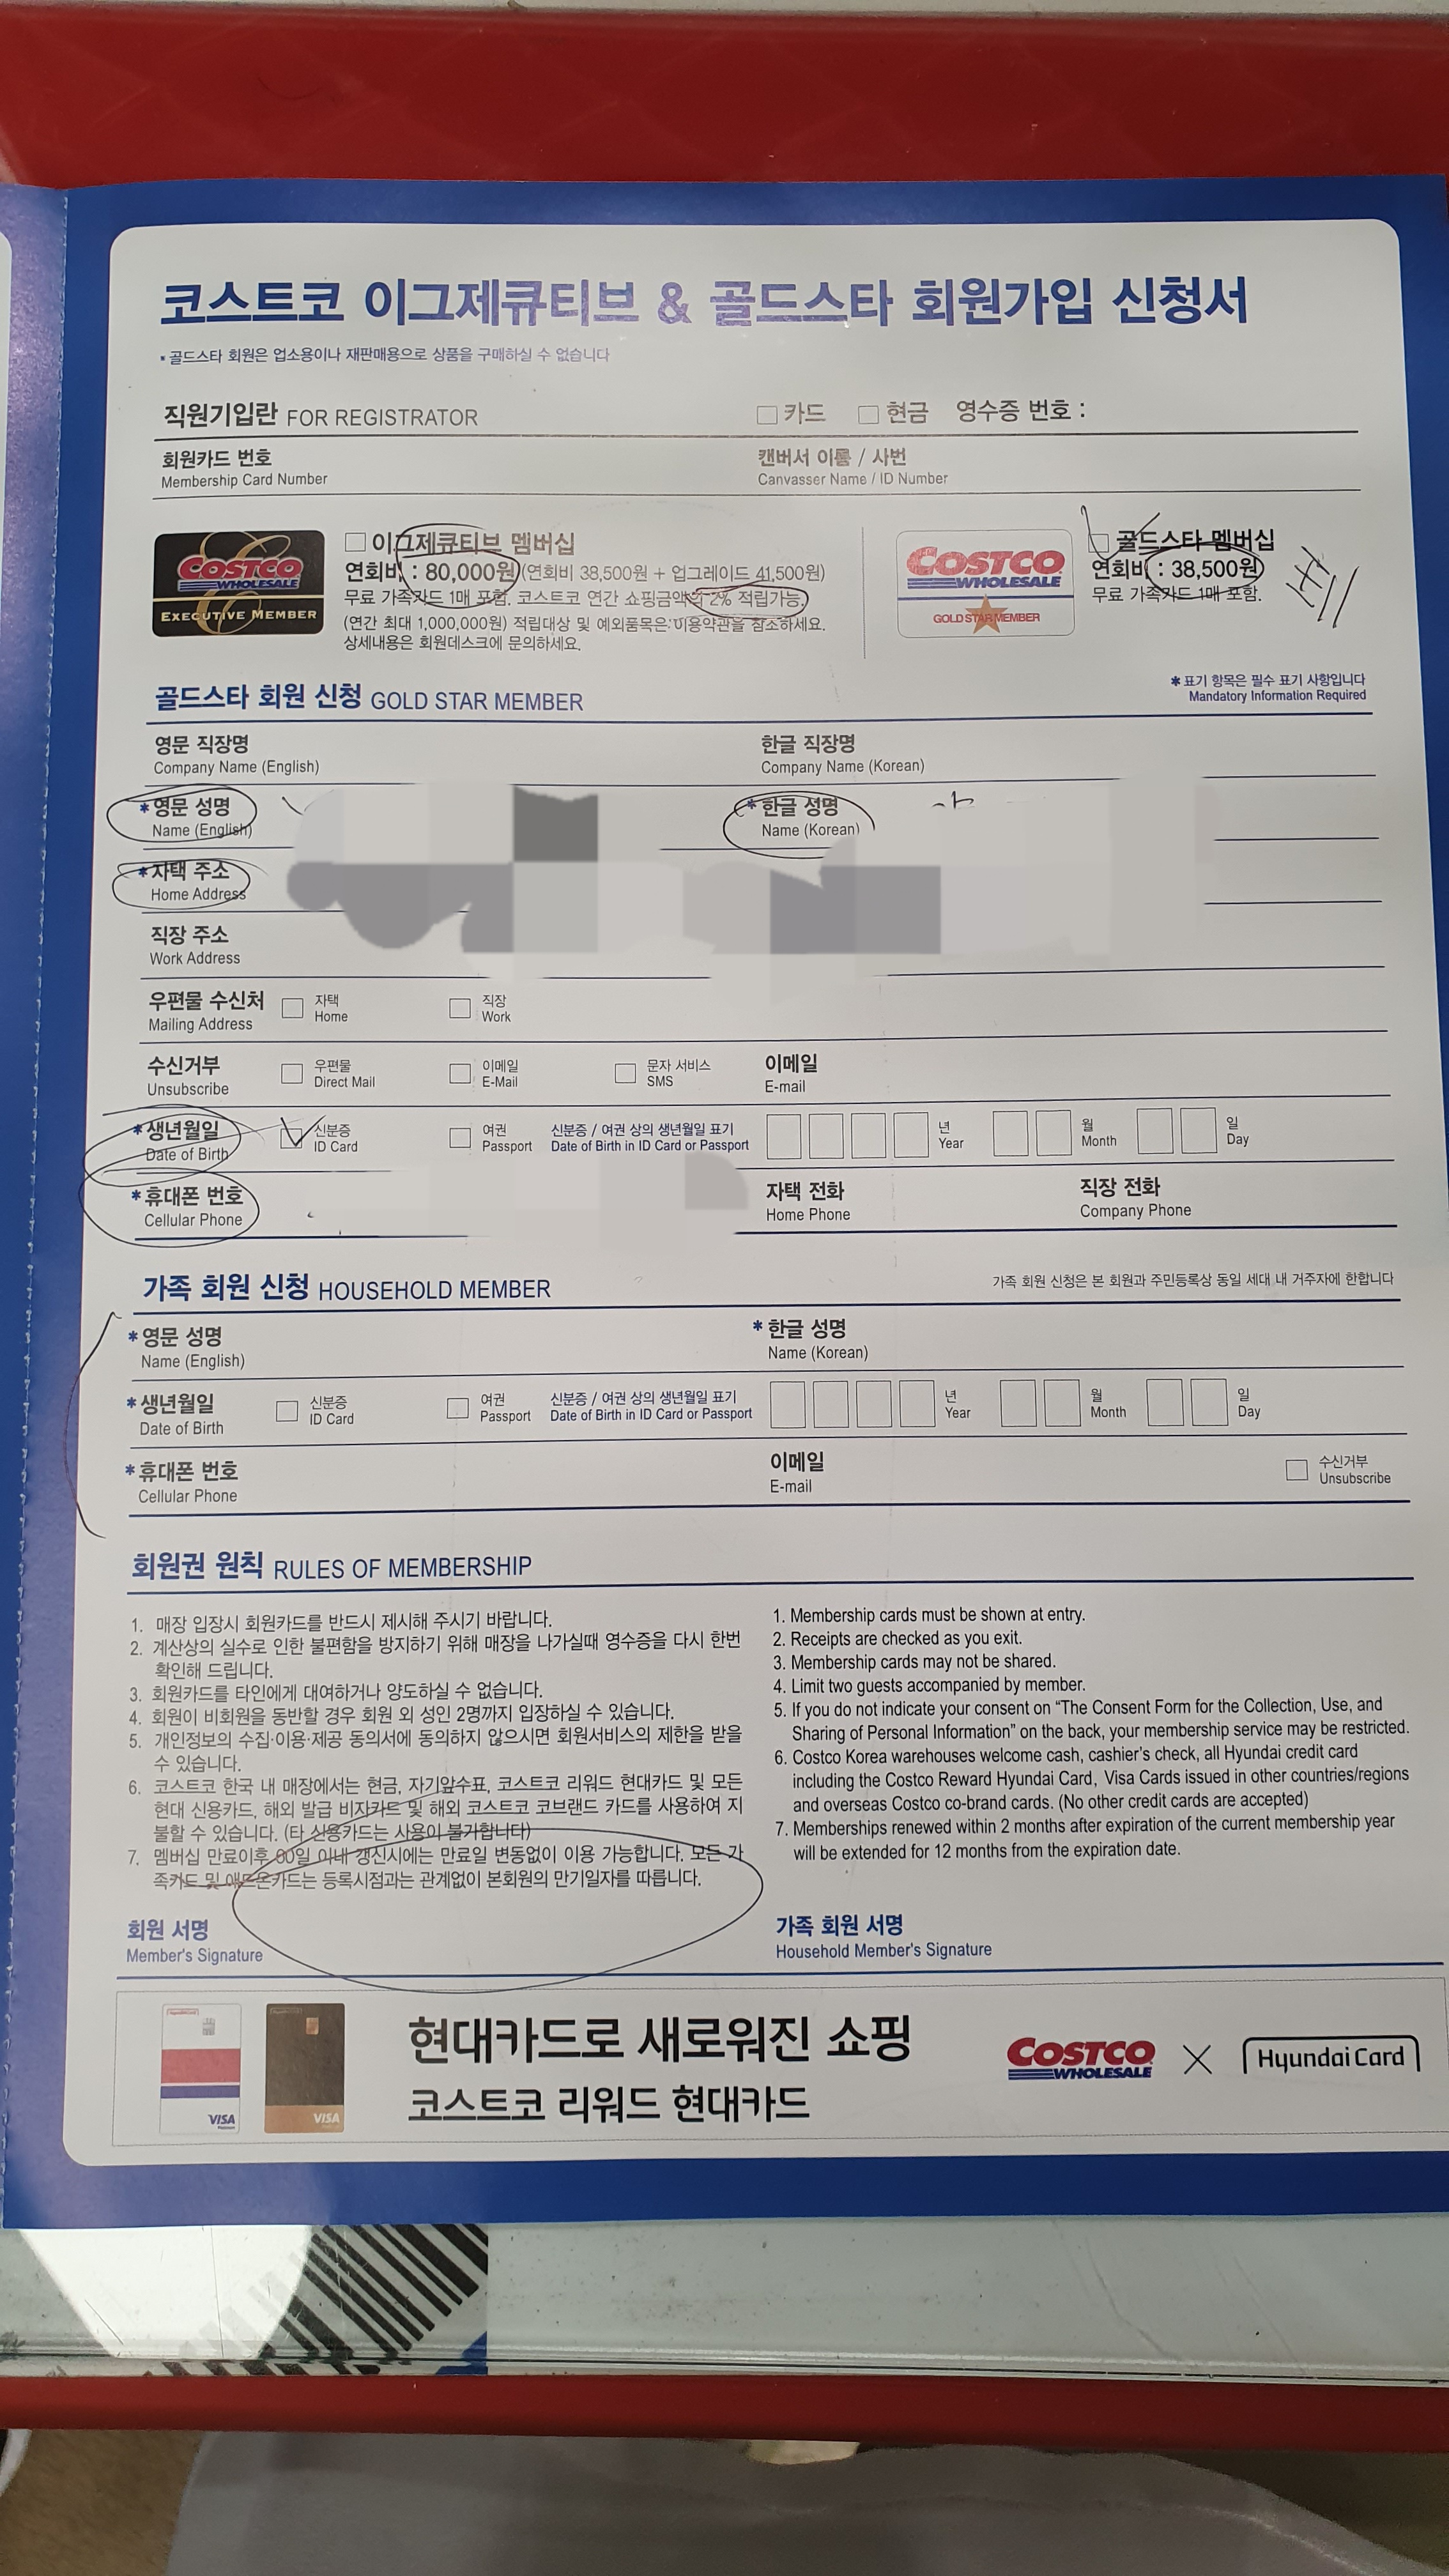 코스트코 이그제큐티브 & 골드스타 회원가입 신청서
* 골드스타 회원은 업소용이나 재판매용으로 상품을 구매하실 수 없습니다
직원기입란 FOR REGISTRATOR 카드 현금 영수증 번호 :
회원카드 번호 캔버서 이름 / 사번
Membership Card Number Canvasser Name / ID Number
COSTCO WHOLESALE
EXECUTIVE MEMBER
이그제큐티브 멤버십
연회비 : 80,000원 (연회비 38,500원 + 업그레이드 41,500원)
무료 가족카드 1매 포함. 코스트코 연간 쇼핑금액의 2% 적립가능.
(연간 최대 1,000,000원) 적립대상 및 예외품목은 이용약관을 참조하세요.
상세내용은 회원데스크에 문의하세요.
COSTCO WHOLESALE
GOLD STAR MEMBER
골드스타 멤버십
연회비 : 38,500원
무료 가족카드 1매 포함.
골드스타 회원 신청 GOLD STAR MEMBER
* 표기 항목은 필수 표기 사항입니다
Mandatory Information Required
영문 직장명 한글 직장명
Company Name (English) Company Name (Korean)
* 영문 성명 * 한글 성명
Name (English) Name (Korean)
* 자택 주소
Home Address
직장 주소
Work Address
우편물 수신처 자택 직장
Mailing Address Home Work
수신거부 우편물 이메일 문자 서비스 이메일
Unsubscribe Direct Mail E-Mail SMS E-mail
* 생년월일 신분증 여권 신분증 / 여권 상의 생년월일 표기 년 월 일
Date of Birth ID Card Passport Date of Birth in ID Card or Passport Year Month Day
* 휴대폰 번호 자택 전화 직장 전화
Cellular Phone Home Phone Company Phone
가족 회원 신청 HOUSEHOLD MEMBER 가족 회원 신청은 본 회원과 주민등록상 동일 세대 내 거주자에 한합니다
* 영문 성명 * 한글 성명
Name (English) Name (Korean)
* 생년월일 신분증 여권 신분증 / 여권 상의 생년월일 표기 년 월 일
Date of Birth ID Card Passport Date of Birth in ID Card or Passport Year Month Day
* 휴대폰 번호 이메일 수신거부
Cellular Phone E-mail Unsubscribe
회원권 원칙 RULES OF MEMBERSHIP
1. 매장 입장시 회원카드를 반드시 제시해 주시기 바랍니다.
2. 계산상의 실수로 인한 불편함을 방지하기 위해 매장을 나가실때 영수증을 다시 한번
확인해 드립니다.
3. 회원카드를 타인에게 대여하거나 양도하실 수 없습니다.
4. 회원이 비회원을 동반할 경우 회원 외 성인 2명까지 입장하실 수 있습니다.
5. 개인정보의 수집·이용·제공 동의서에 동의하지 않으시면 회원서비스의 제한을 받을
수 있습니다.
6. 코스트코 한국 내 매장에서는 현금, 자기앞수표, 코스트코 리워드 현대카드 및 모든
현대 신용카드, 해외 발급 비자카드 및 해외 코스트코 코브랜드 카드를 사용하여 지
불할 수 있습니다. (타 신용카드는 사용이 불가합니다)
7. 멤버십 만료이후 60일 이내 갱신시에는 만료일 변동없이 이용 가능합니다. 모든 가
족카드 및 애드온카드는 등록시점과는 관계없이 본회원의 만기일자를 따릅니다.
1. Membership cards must be shown at entry.
2. Receipts are checked as you exit.
3. Membership cards may not be shared.
4. Limit two guests accompanied by member.
5. If you do not indicate your consent on “The Consent Form for the Collection, Use, and
Sharing of Personal Information” on the back, your membership service may be restricted.
6. Costco Korea warehouses welcome cash, cashier's check, all Hyundai credit card
including the Costco Reward Hyundai Card, Visa Cards issued in other countries/regions
and overseas Costco co-brand cards. (No other credit cards are accepted)
7. Memberships renewed within 2 months after expiration of the current membership year
will be extended for 12 months from the expiration date.
회원 서명 가족 회원 서명
Member's Signature Household Member's Signature
VISA
VISA
현대카드로 새로워진 쇼핑
코스트코 리워드 현대카드
COSTCO WHOLESALE × Hyundai Card